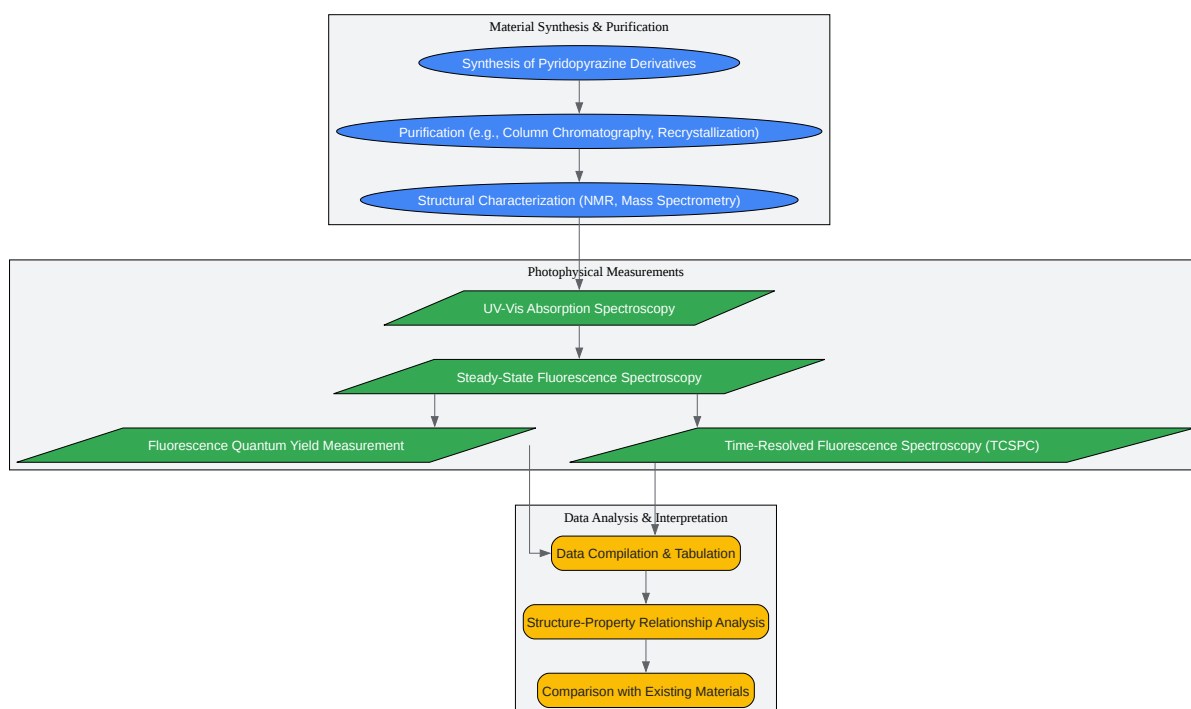 Material Synthesis & Purification
Synthesis of Pyridopyrazine Derivatives
Purification (e.g., Column Chromatography, Recrystallization)
Structural Characterization (NMR, Mass Spectrometry)
Photophysical Measurements
UV-Vis Absorption Spectroscopy
Steady-State Fluorescence Spectroscopy
Fluorescence Quantum Yield Measurement
Time-Resolved Fluorescence Spectroscopy (TCSPC)
Data Analysis & Interpretation
Data Compilation & Tabulation
Structure-Property Relationship Analysis
Comparison with Existing Materials